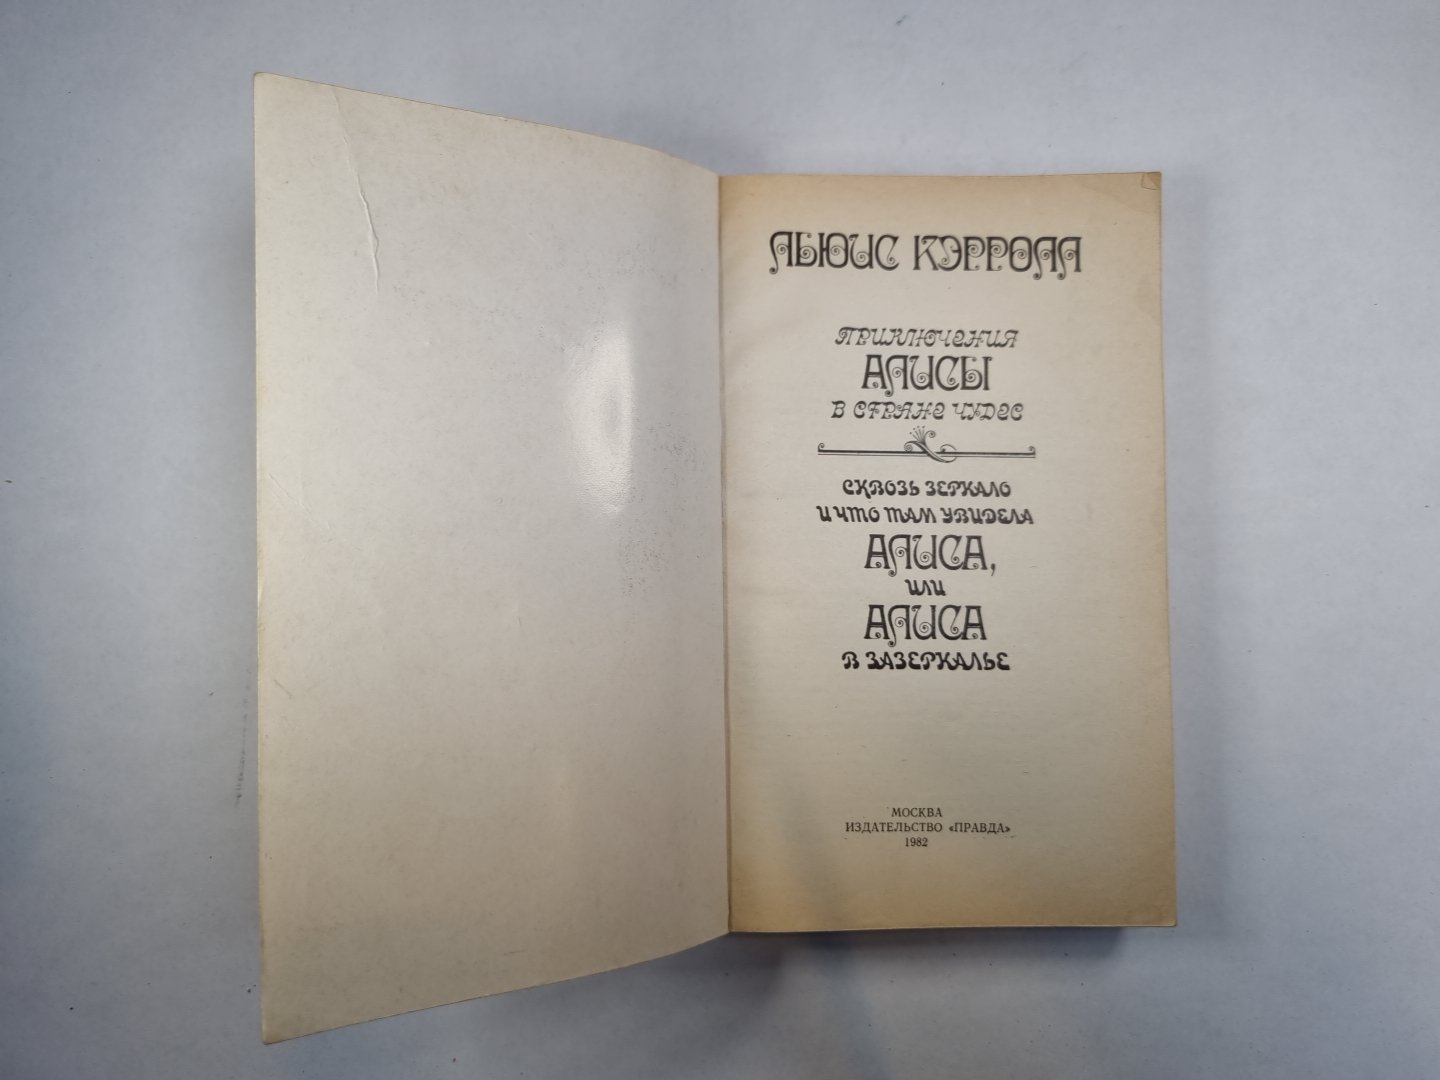 ЛЬЮИС КЭРРОЛЛ
ПРИКЛЮЧЕНИЯ
АЛИСЫ
В СТРАНЕ ЧУДЕС
СКВОЗЬ ЗЕРКАЛО
И ЧТО ТАМ УВИДЕЛА
АЛИСА,
ИЛИ
АЛИСА
В ЗАЗЕРКАЛЬЕ
МОСКВА
ИЗДАТЕЛЬСТВО «ПРАВДА»
1982